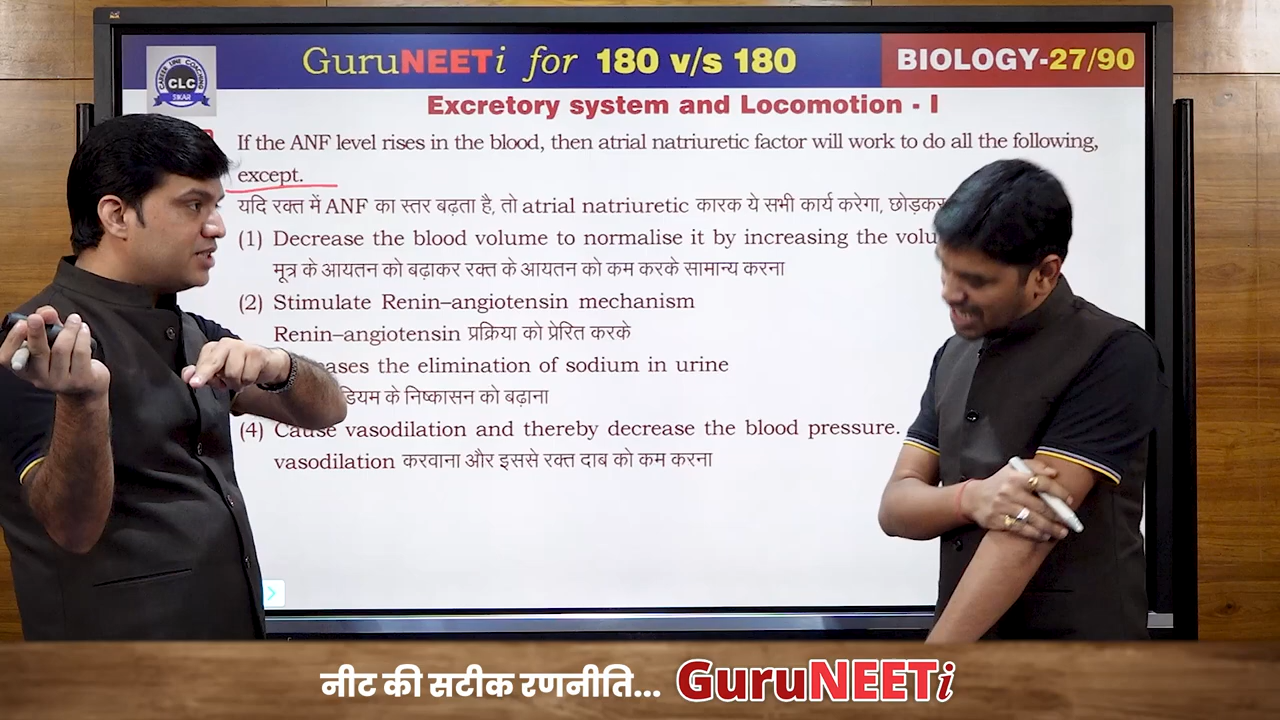 GuruNEETi for 180 v/s 180
BIOLOGY-27/90
CLC
SIKAR
Excretory system and Locomotion - I
If the ANF level rises in the blood, then atrial natriuretic factor will work to do all the following,
except.
यदि रक्त में ANF का स्तर बढ़ता है, तो atrial natriuretic कारक ये सभी कार्य करेगा, छोड़कर
(1) Decrease the blood volume to normalise it by increasing the
मूत्र के आयतन को बढ़ाकर रक्त के आयतन को कम करके सामान्य करना
(2) Stimulate Renin–angiotensin mechanism
Renin–angiotensin प्रक्रिया को प्रेरित करके
the elimination of sodium in urine
के निष्कासन को बढ़ाना
(4) Cause vasodilation and thereby decrease the blood pressure.
vasodilation करवाना और इससे रक्त दाब को कम करना
नीट की सटीक रणनीति... GuruNEETi